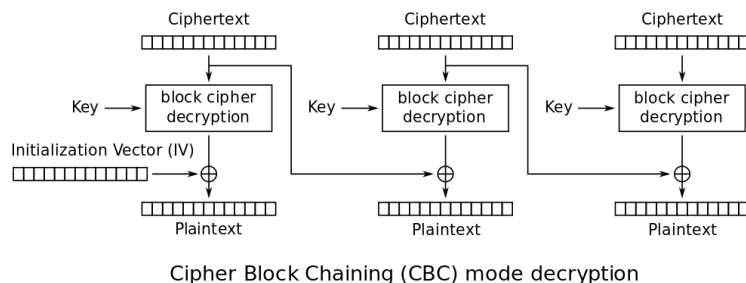 Ciphertext
Ciphertext
Ciphertext
Key
block cipher
decryption
Key
block cipher
decryption
Key
block cipher
decryption
Initialization Vector (IV)
Plaintext
Plaintext
Plaintext
Cipher Block Chaining (CBC) mode decryption